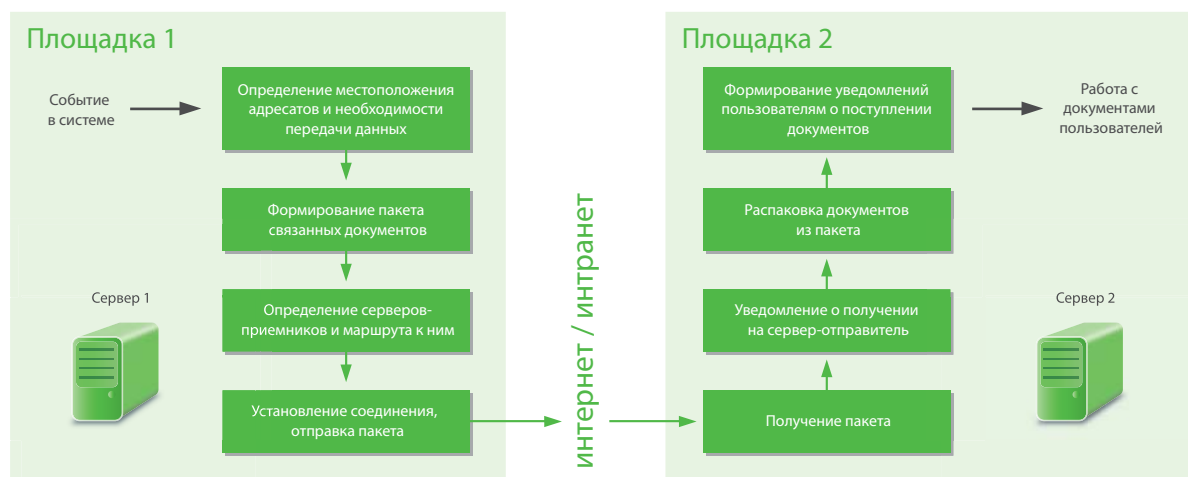 Площадка 1
Событие
в системе
Определение местоположения
адресатов и необходимости
передачи данных
Формирование пакета
связанных документов
Определение серверов-
приемников и маршрута к ним
Установление соединения,
отправка пакета
Сервер 1
интернет / интранет
Площадка 2
Формирование уведомлений
пользователям о поступлении
документов
Работа с
документами
пользователей
Распаковка документов
из пакета
Уведомление о получении
на сервер-отправитель
Получение пакета
Сервер 2